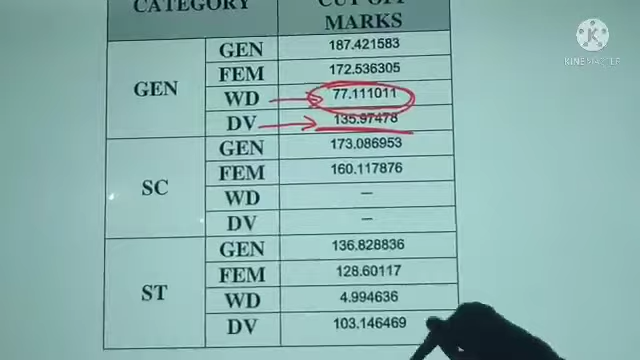 CATEGORY CUT OFF
MARKS
GEN GEN 187.421583
FEM 172.536305
WD 77.111011
DV 135.97478
SC GEN 173.086953
FEM 160.117876
WD –
DV –
ST GEN 136.828836
FEM 128.60117
WD 4.994636
DV 103.146469
KINEMASTER